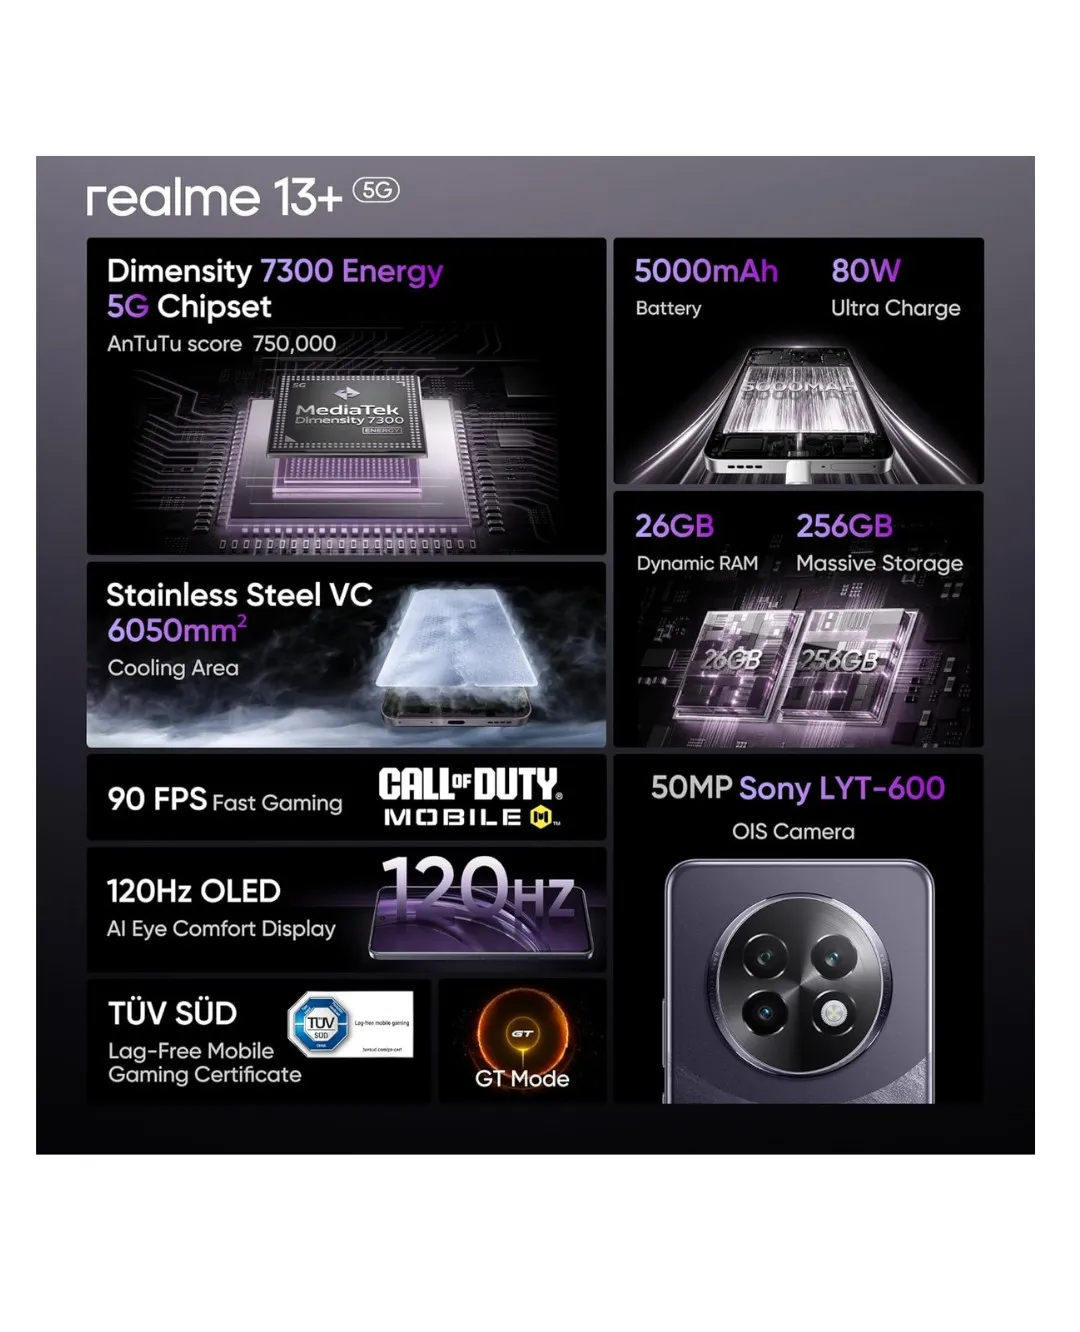 realme 13+ 5G
Dimensity 7300 Energy
5G Chipset
AnTuTu score 750,000
5G
MediaTek
Dimensity 7300
ENERGY
5000mAh
Battery
80W
Ultra Charge
5000MAH
26GB
Dynamic RAM
256GB
Massive Storage
26GB
256GB
Stainless Steel VC
6050mm²
Cooling Area
90 FPS Fast Gaming
CALL OF DUTY®
MOBILE ™
120Hz OLED
AI Eye Comfort Display
120HZ
TÜV SÜD
Lag-Free Mobile
Gaming Certificate
TÜV
SÜD
Lag-free mobile gaming
GT
GT Mode
50MP Sony LYT-600
OIS Camera